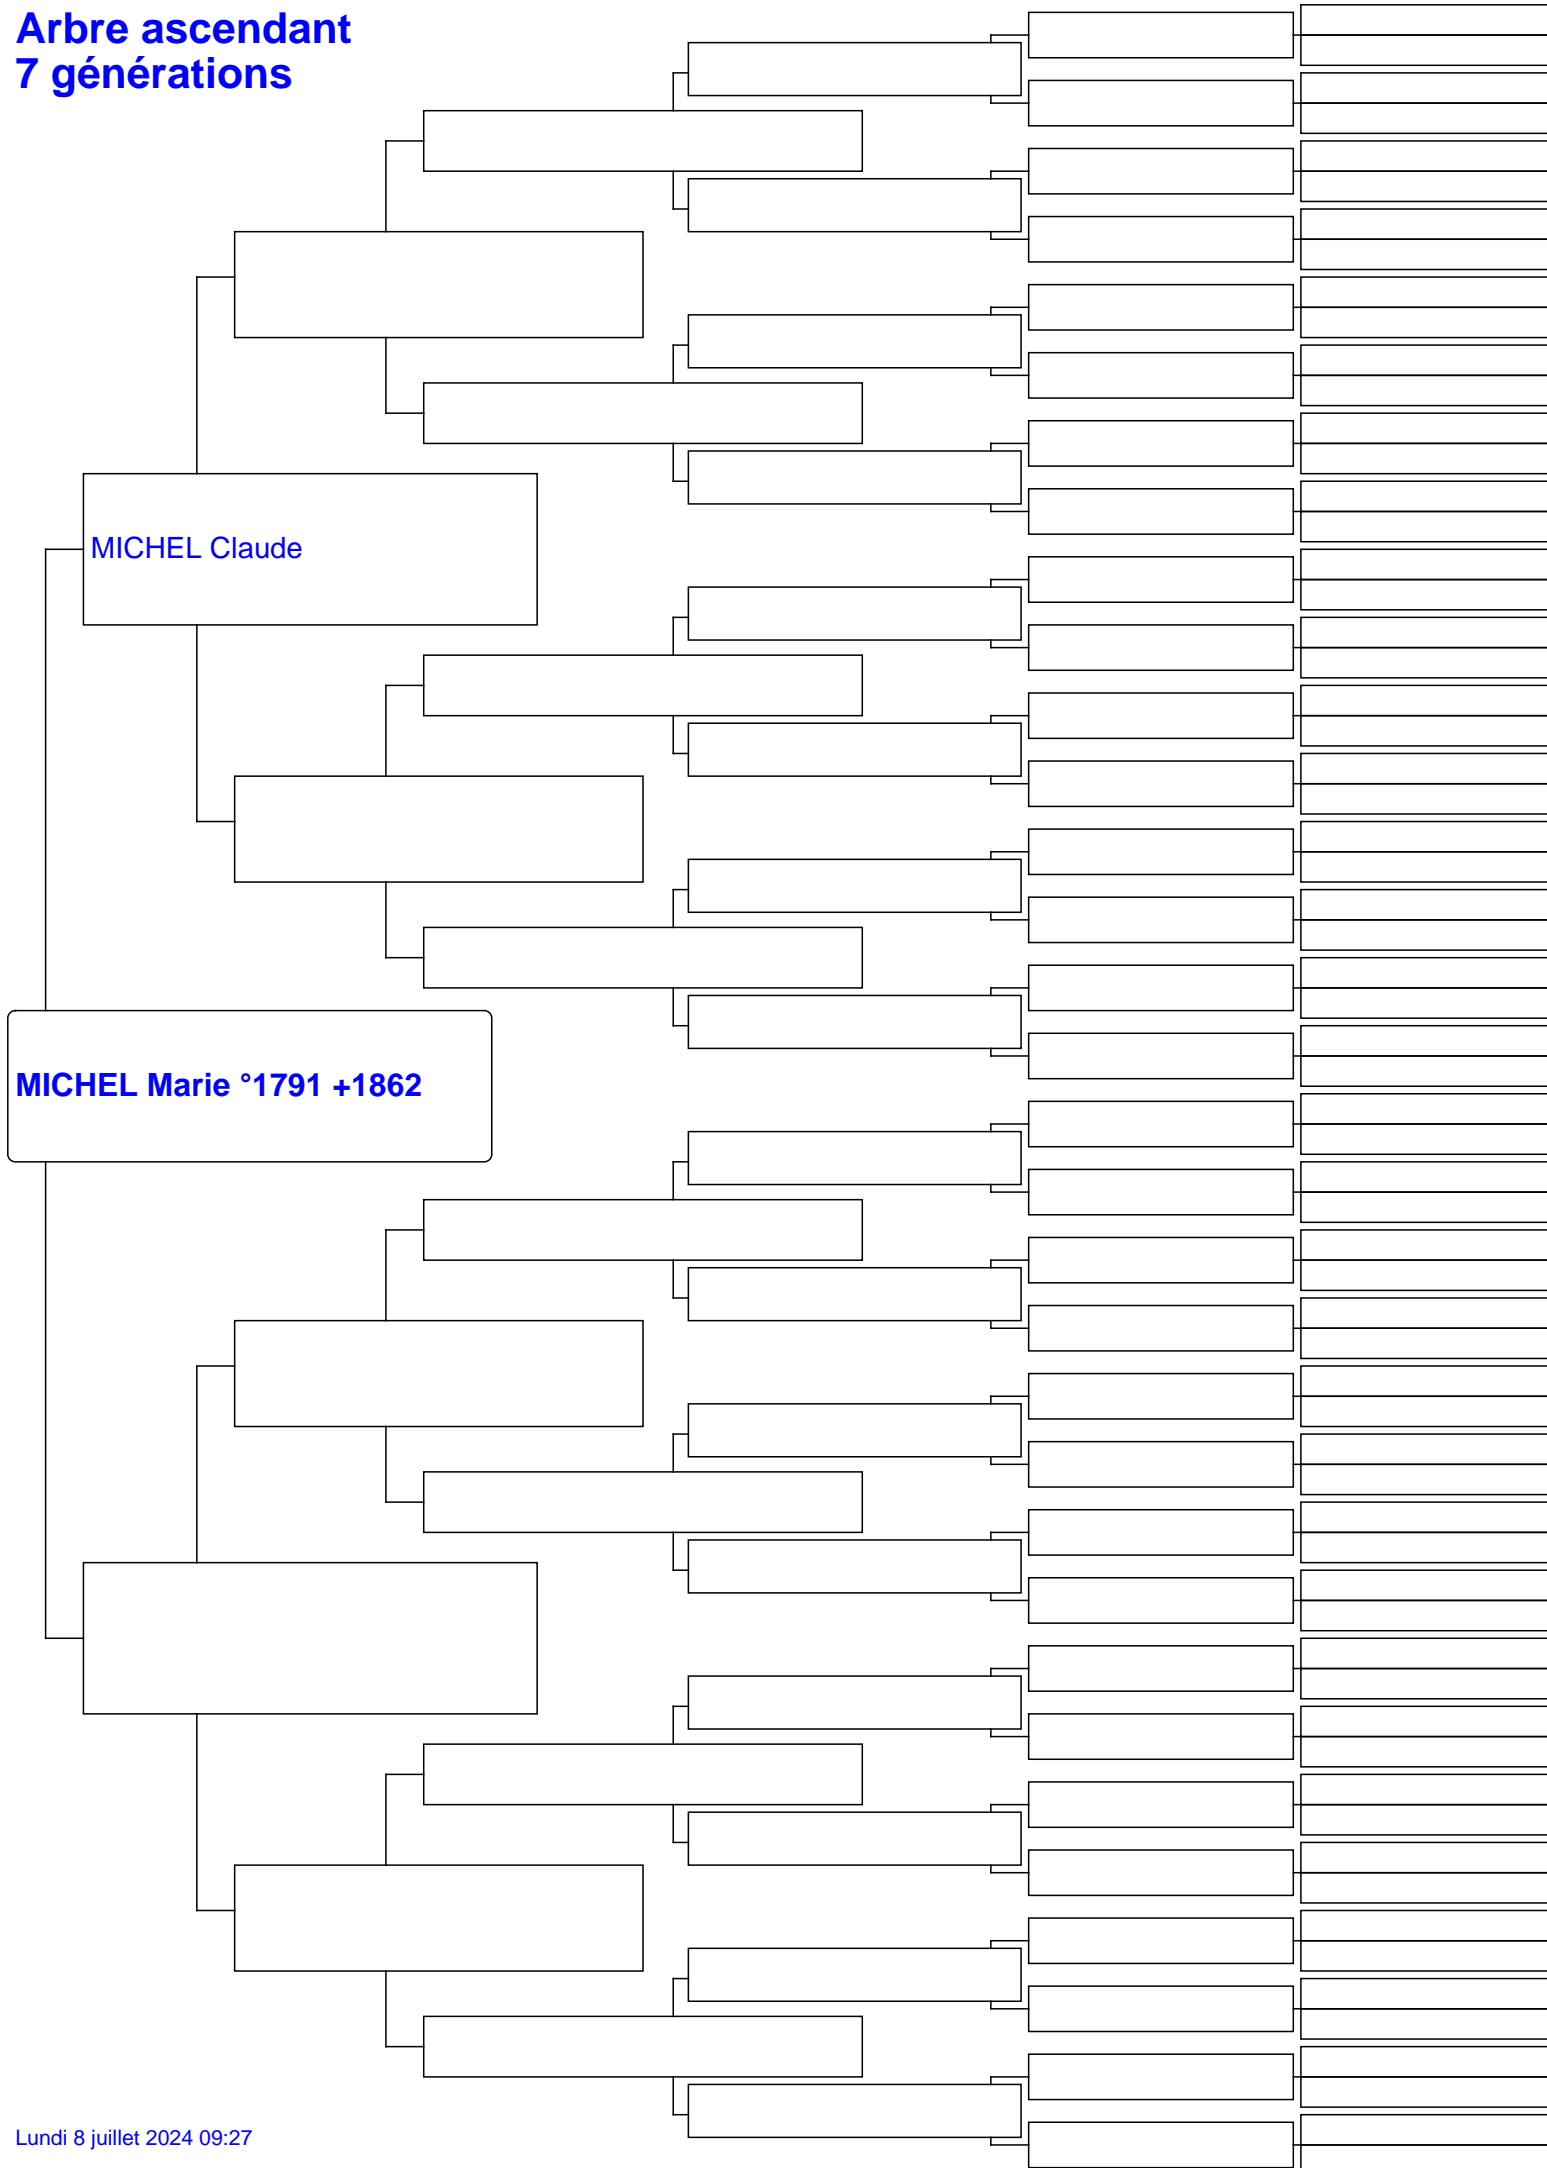 Arbre ascendant
7 générations
MICHEL Claude
MICHEL Marie °1791 +1862
Lundi 8 juillet 2024 09:27